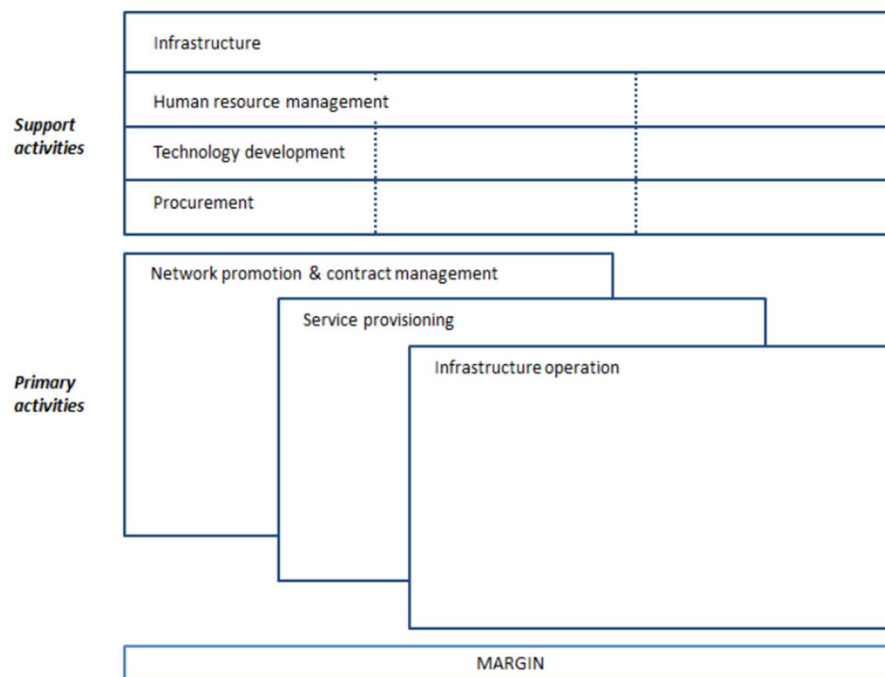 Infrastructure
Human resource management
Support
activities
Technology development
Procurement
Network promotion & contract management
Service provisioning
Infrastructure operation
Primary
activities
MARGIN